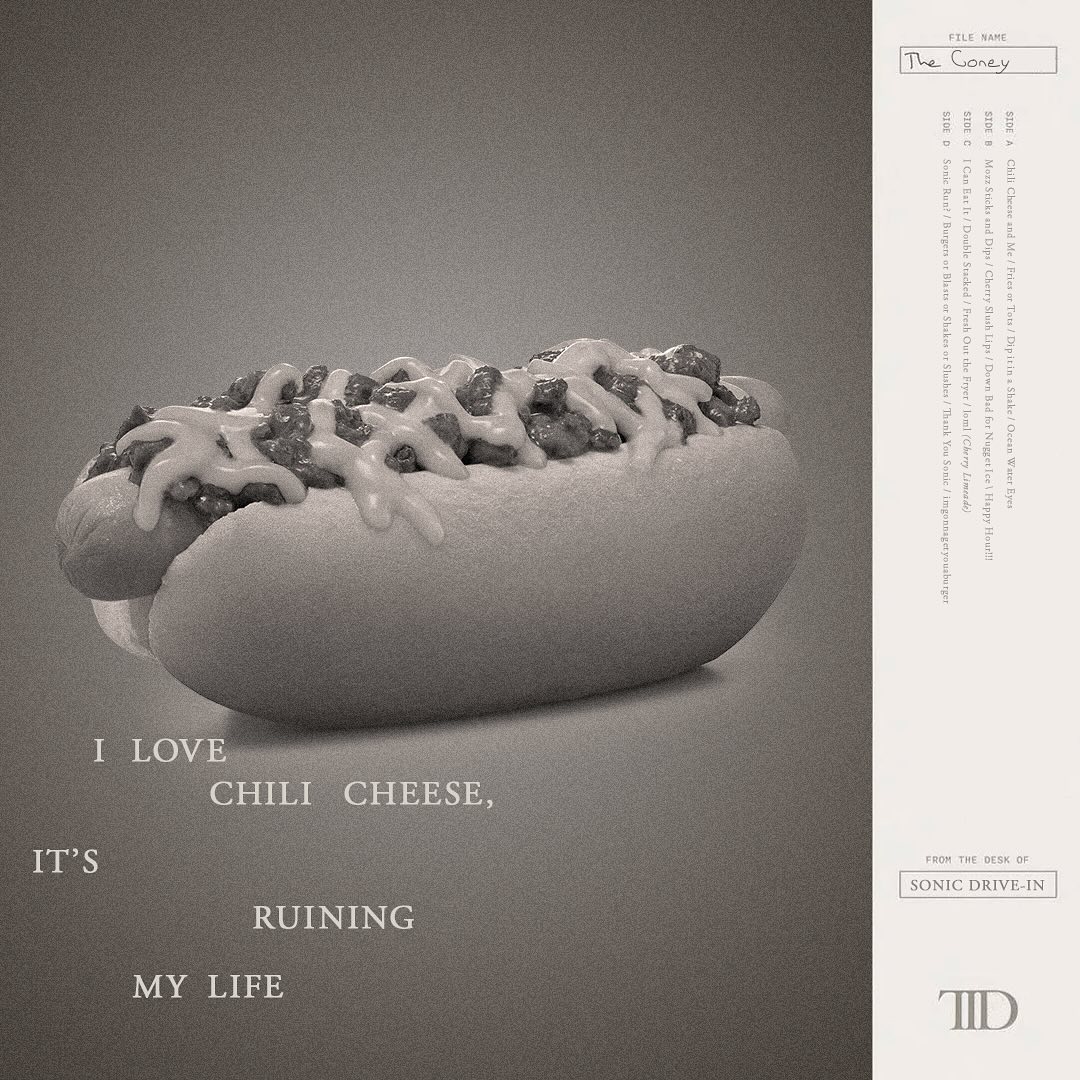 I LOVE
CHILI CHEESE,
IT'S
RUINING
MY LIFE
FILE NAME
The Coney
SIDE A Chili Cheese and Me / Fries or Tots / Dip it in a Shake / Ocean Water Eyes
SIDE B Mozz Sticks and Dips / Cherry Slush Lips / Down Bad for Nugget Ice \ Happy Hour!!!
SIDE C I Can Eat It / Double Stacked / Fresh Out the Fryer / loml (Cherry Limeade)
SIDE D Sonic Run? / Burgers or Blasts or Shakes or Slushes / Thank You Sonic / imgonnagetyouaburger
FROM THE DESK OF
SONIC DRIVE-IN